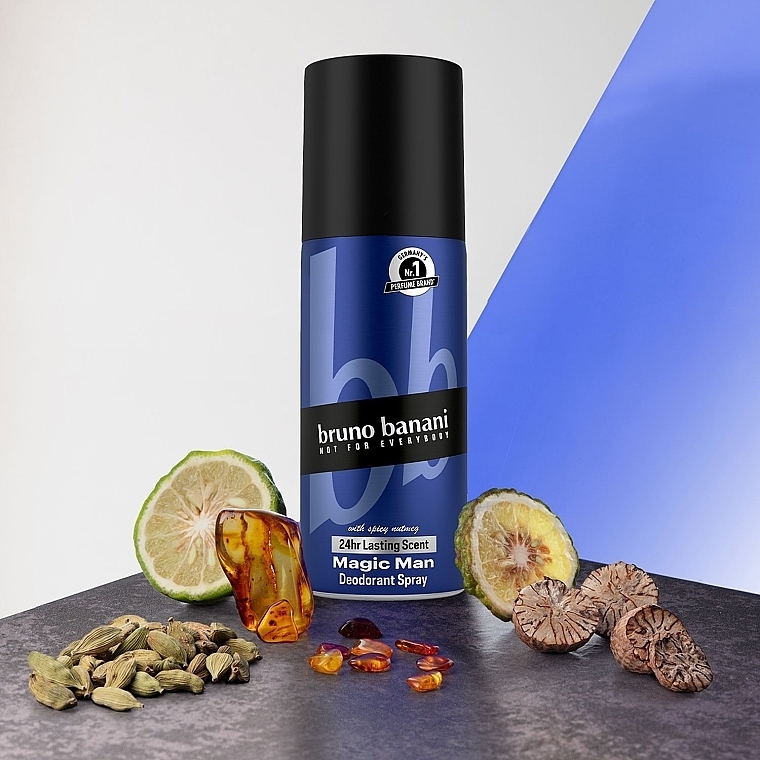 GERMANY'S
Nr. 1
PERFUME BRAND*
bb
bruno banani
NOT FOR EVERYBODY
with spicy nutmeg
24hr Lasting Scent
Magic Man
Deodorant Spray